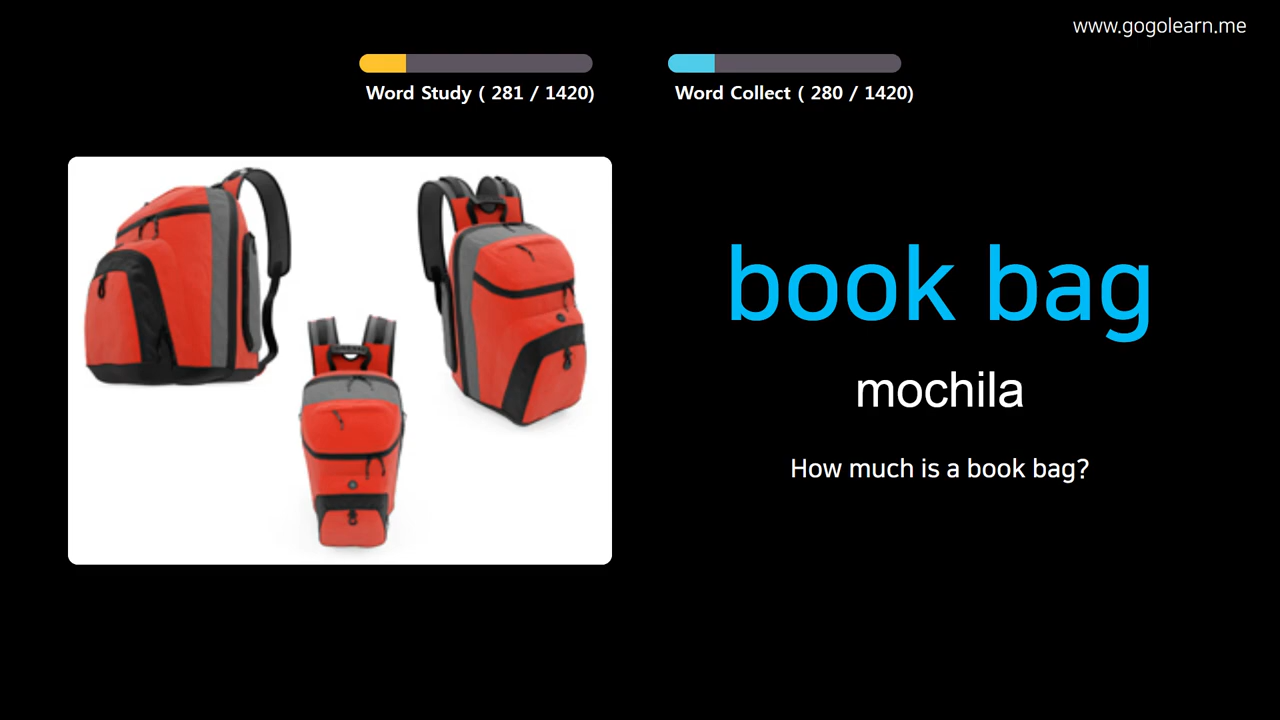 www.gogolearn.me
Word Study ( 281 / 1420)
Word Collect ( 280 / 1420)
book bag
mochila
How much is a book bag?